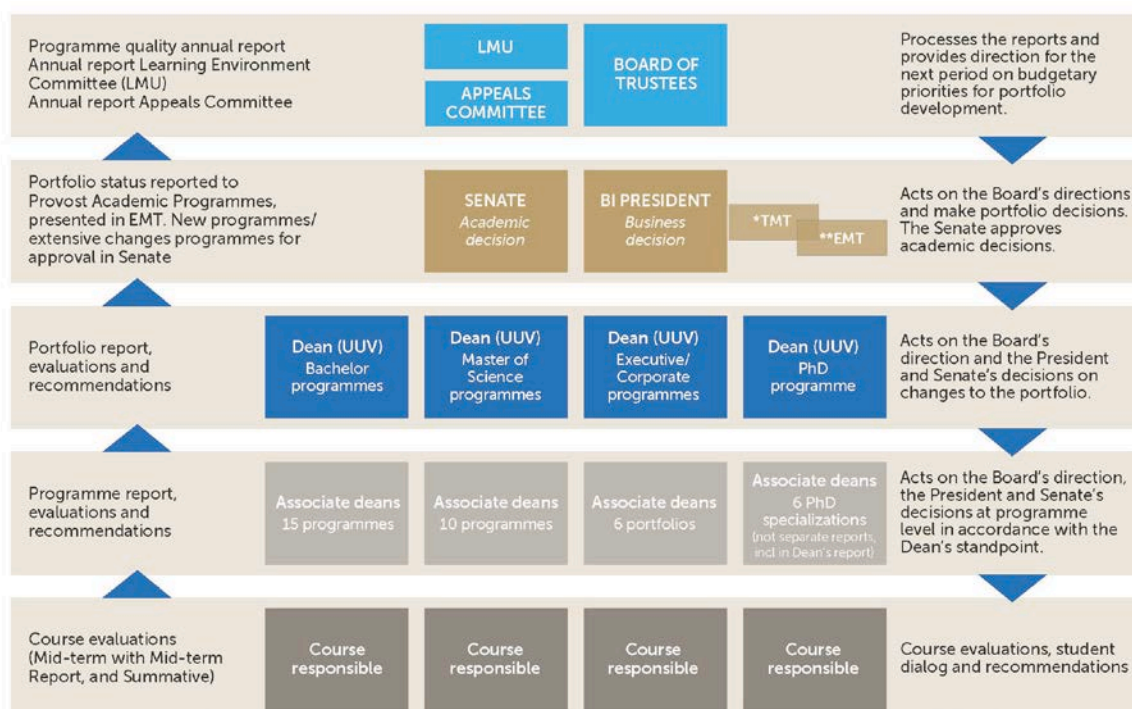 Programme quality annual report
Annual report Learning Environment
Committee (LMU)
Annual report Appeals Committee
LMU
APPEALS
COMMITTEE
BOARD OF
TRUSTEES
Processes the reports and
provides direction for the
next period on budgetary
priorities for portfolio
development.
Portfolio status reported to
Provost Academic Programmes,
presented in EMT. New programmes/
extensive changes programmes for
approval in Senate
SENATE
Academic
decision
BI PRESIDENT
Business
decision
*TMT
**EMT
Acts on the Board's directions
and make portfolio decisions.
The Senate approves
academic decisions.
Portfolio report,
evaluations and
recommendations
Dean (UUV)
Bachelor
programmes
Dean (UUV)
Master of
Science
programmes
Dean (UUV)
Executive/
Corporate
programmes
Dean (UUV)
PhD
programme
Acts on the Board's
direction and the President
and Senate's decisions on
changes to the portfolio.
Programme report,
evaluations and
recommendations
Associate deans
15 programmes
Associate deans
10 programmes
Associate deans
6 portfolios
Associate deans
6 PhD
specializations
(not separate reports,
incl in Dean's report)
Acts on the Board's direction,
the President and Senate's
decisions at programme
level in accordance with the
Dean's standpoint.
Course evaluations
(Mid-term with Mid-term
Report, and Summative)
Course
responsible
Course
responsible
Course
responsible
Course
responsible
Course evaluations, student
dialog and recommendations